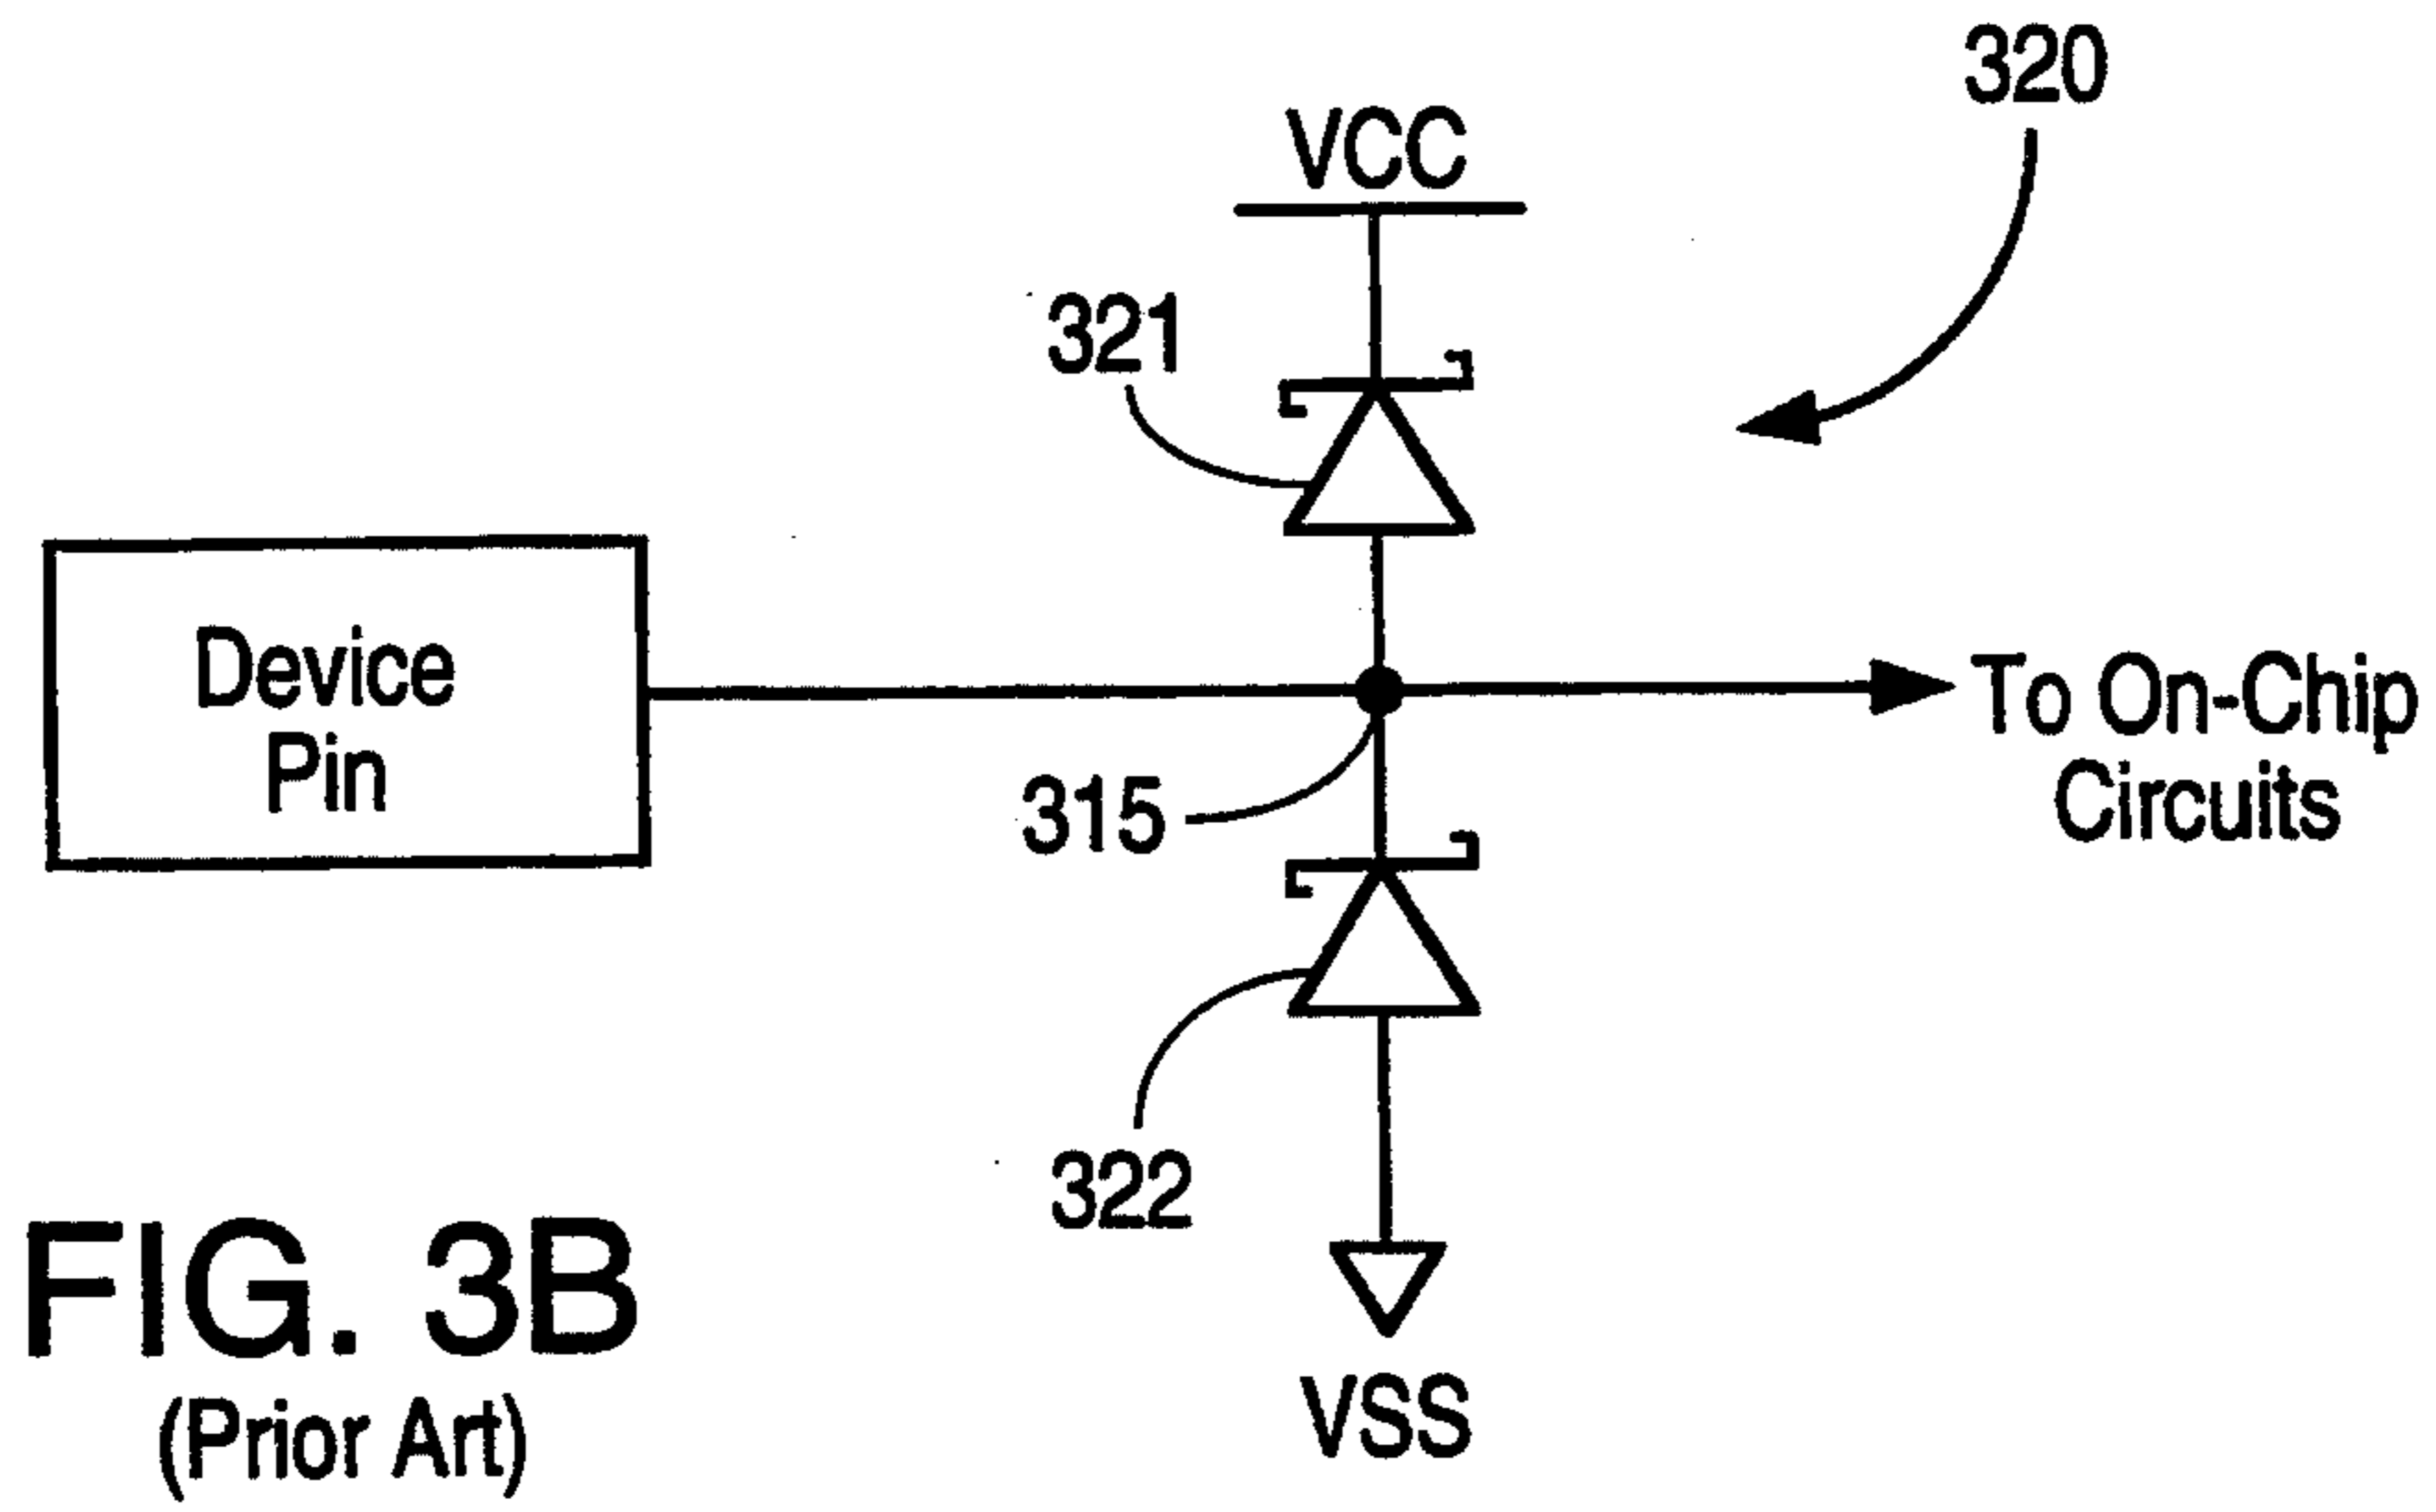 320
VCC
321
Device
Pin
To On-Chip
Circuits
315
322
FIG. 3B
(Prior Art)
VSS